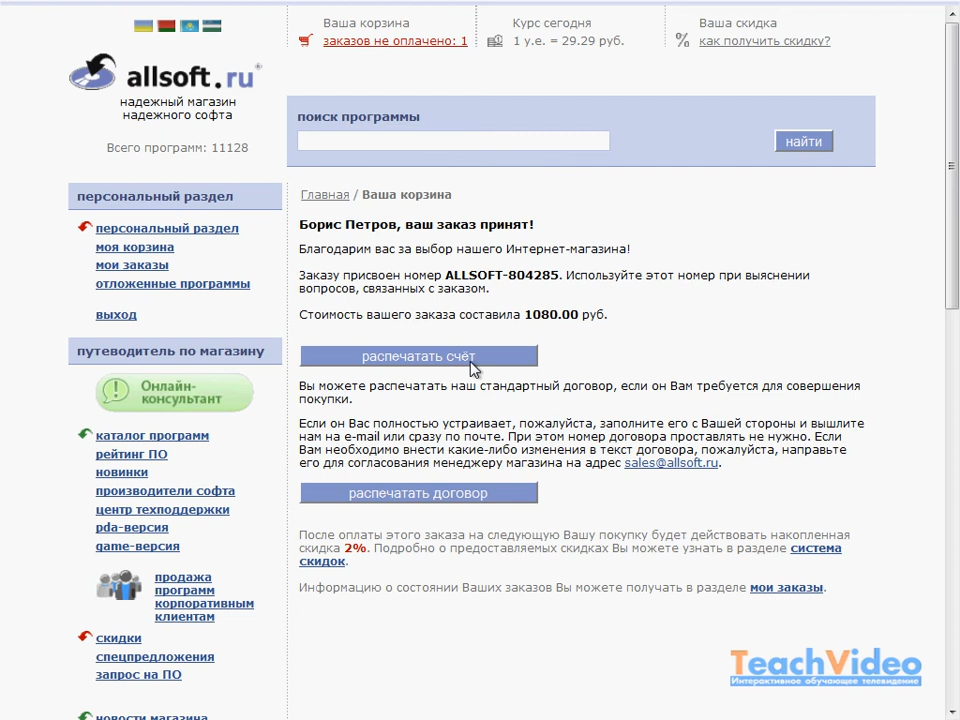 Ваша корзина
заказов не оплачено: 1
Курс сегодня
1 у.е. = 29.29 руб.
Ваша скидка
% как получить скидку?
allsoft.ru®
надежный магазин
надежного софта
Всего программ: 11128
поиск программы
найти
персональный раздел
персональный раздел
моя корзина
мои заказы
отложенные программы
выход
путеводитель по магазину
Онлайн-
консультант
каталог программ
рейтинг ПО
новинки
производители софта
центр техподдержки
pda-версия
game-версия
продажа
программ
корпоративным
клиентам
скидки
спецпредложения
запрос на ПО
новости магазина
Главная / Ваша корзина
Борис Петров, ваш заказ принят!
Благодарим вас за выбор нашего Интернет-магазина!
Заказу присвоен номер ALLSOFT-804285. Используйте этот номер при выяснении
вопросов, связанных с заказом.
Стоимость вашего заказа составила 1080.00 руб.
распечатать счёт
Вы можете распечатать наш стандартный договор, если он Вам требуется для совершения
покупки.
Если он Вас полностью устраивает, пожалуйста, заполните его с Вашей стороны и вышлите
нам на e-mail или сразу по почте. При этом номер договора проставлять не нужно. Если
Вам необходимо внести какие-либо изменения в текст договора, пожалуйста, направьте
его для согласования менеджеру магазина на адрес sales@allsoft.ru.
распечатать договор
После оплаты этого заказа на следующую Вашу покупку будет действовать накопленная
скидка 2%. Подробно о предоставляемых скидках Вы можете узнать в разделе система
скидок.
Информацию о состоянии Ваших заказов Вы можете получать в разделе мои заказы.
TeachVideo
Интерактивное обучающее телевидение